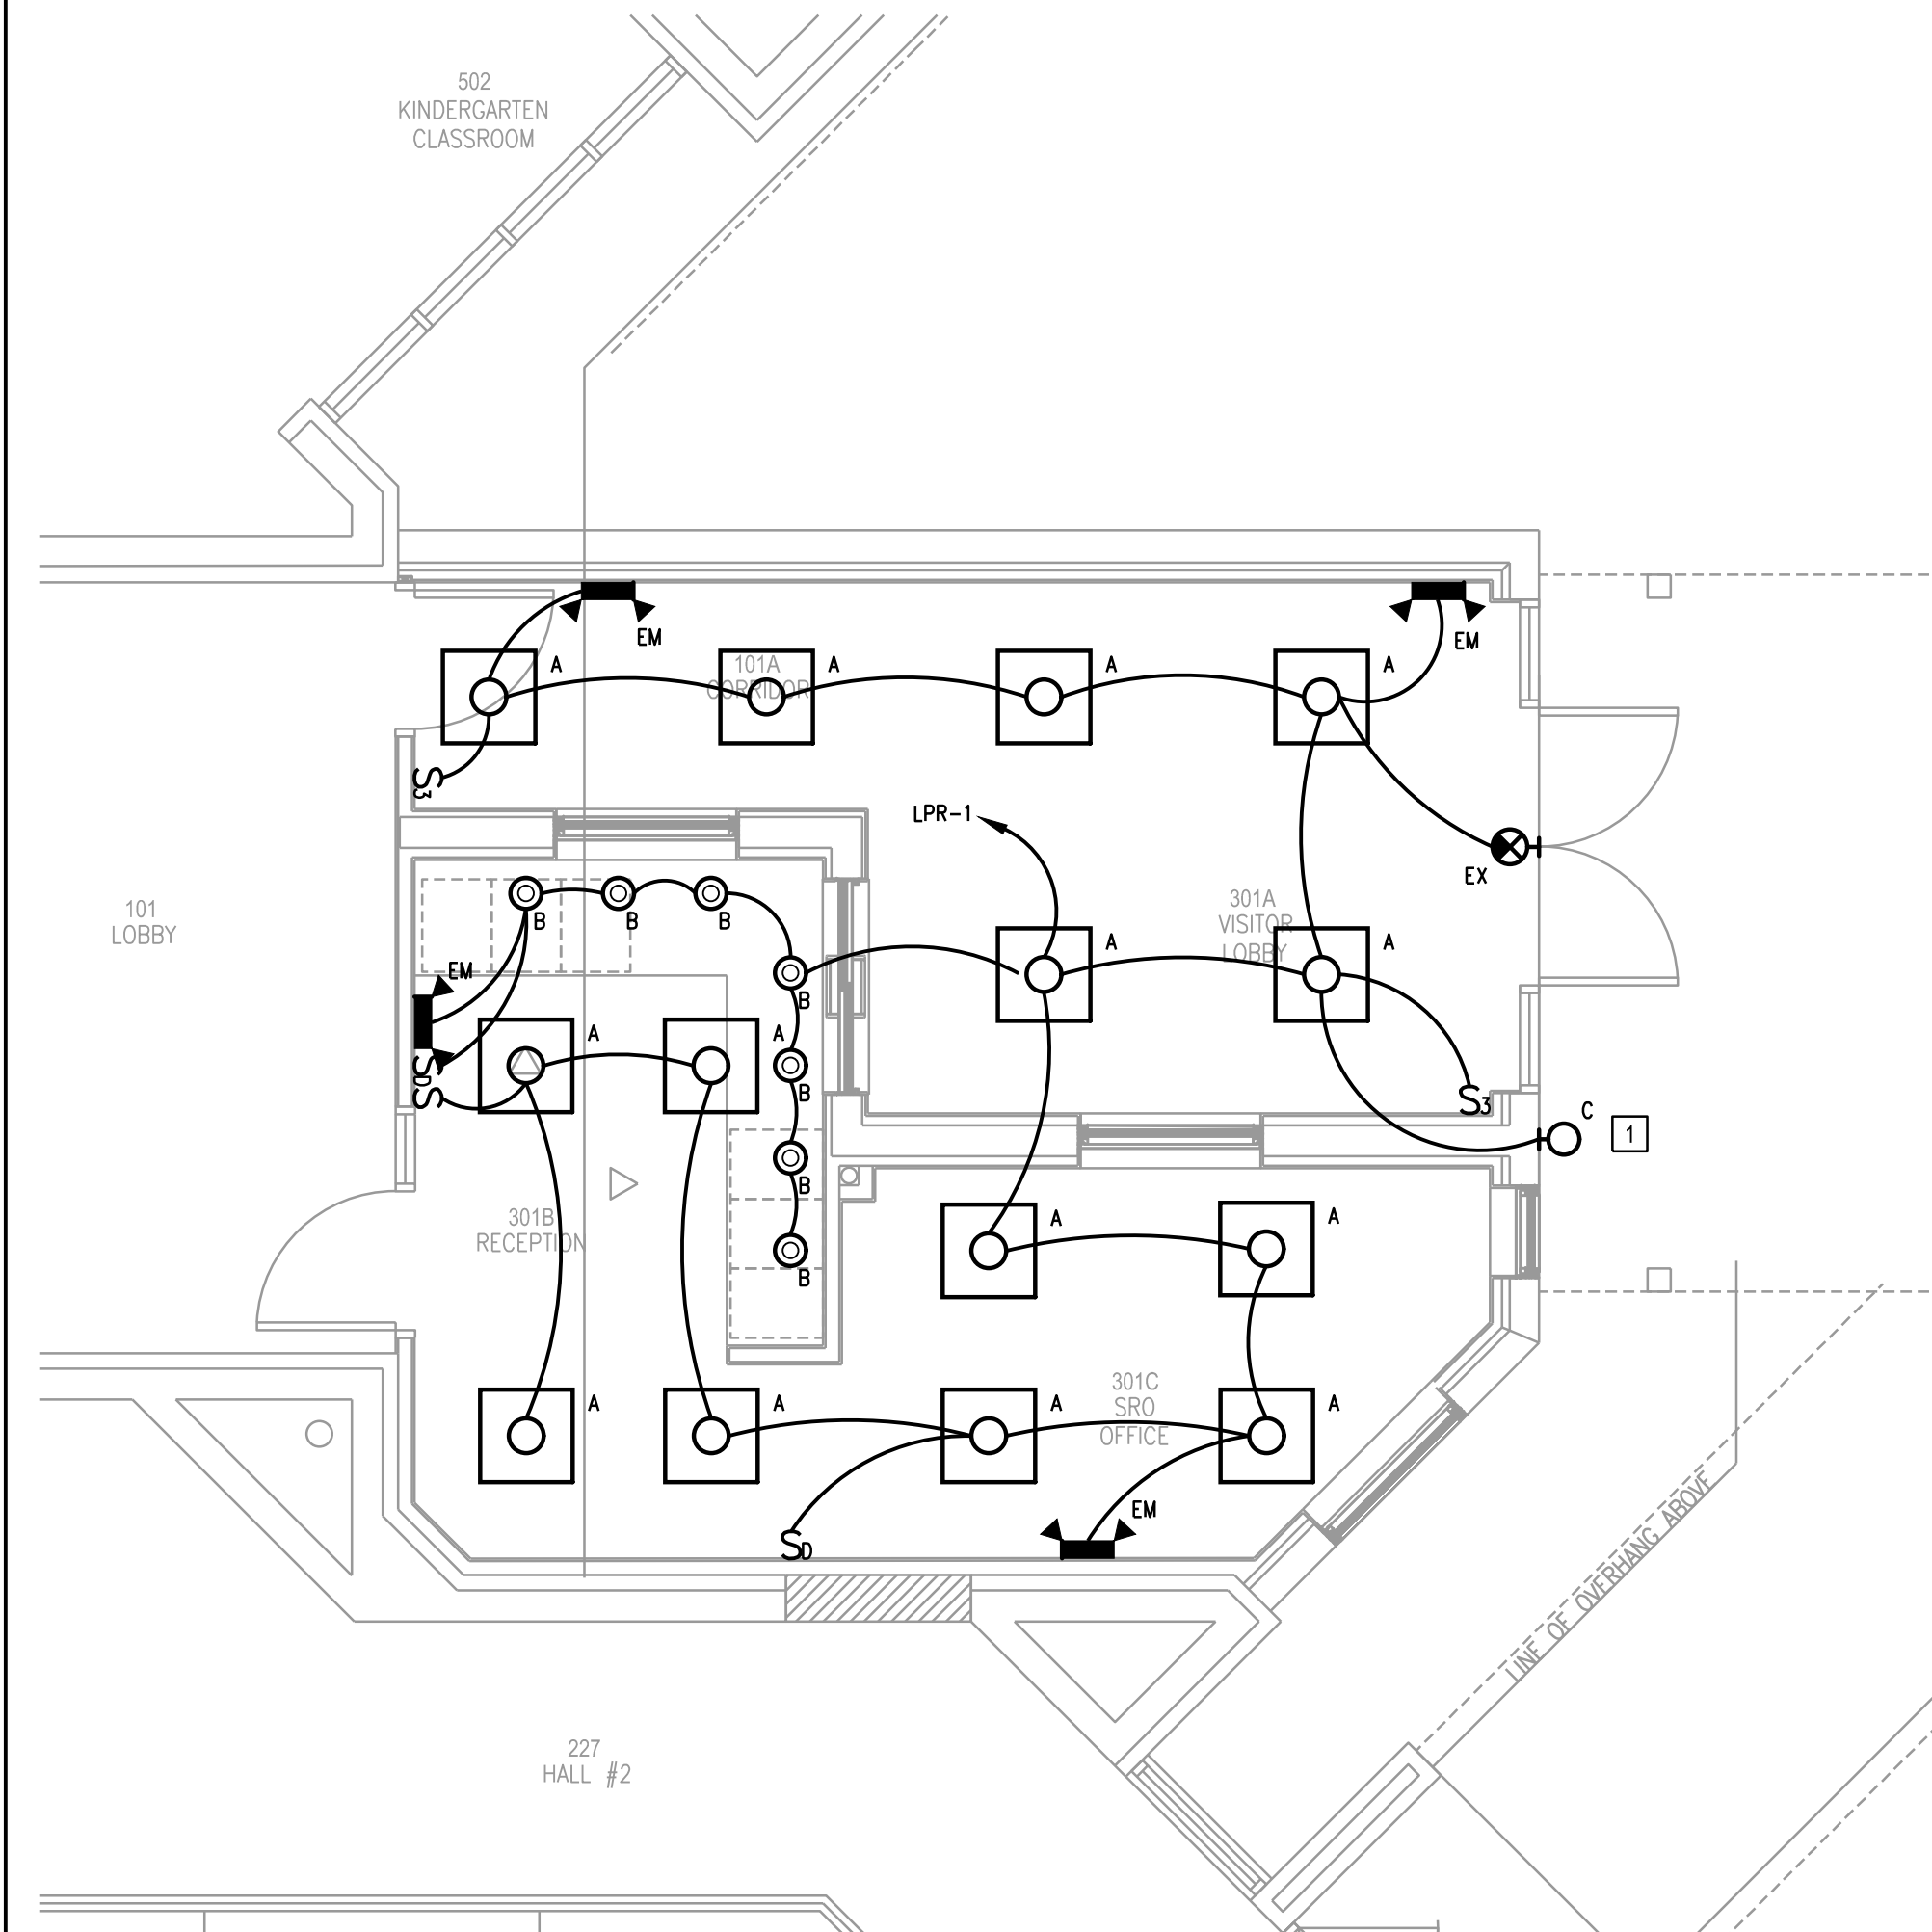 502
KINDERGARTEN
CLASSROOM
EM
EM
A
A
A
A
101A
CORRIDOR
S3
LPR-1
EX
301A
VISITOR
LOBBY
101
LOBBY
B
B
B
A
A
EM
B
A
A
B
SD
S
S3
C
1
B
301B
RECEPTION
A
A
B
301C
SRO
OFFICE
A
A
A
A
EM
SD
LINE OF OVERHANG ABOVE
227
HALL #2